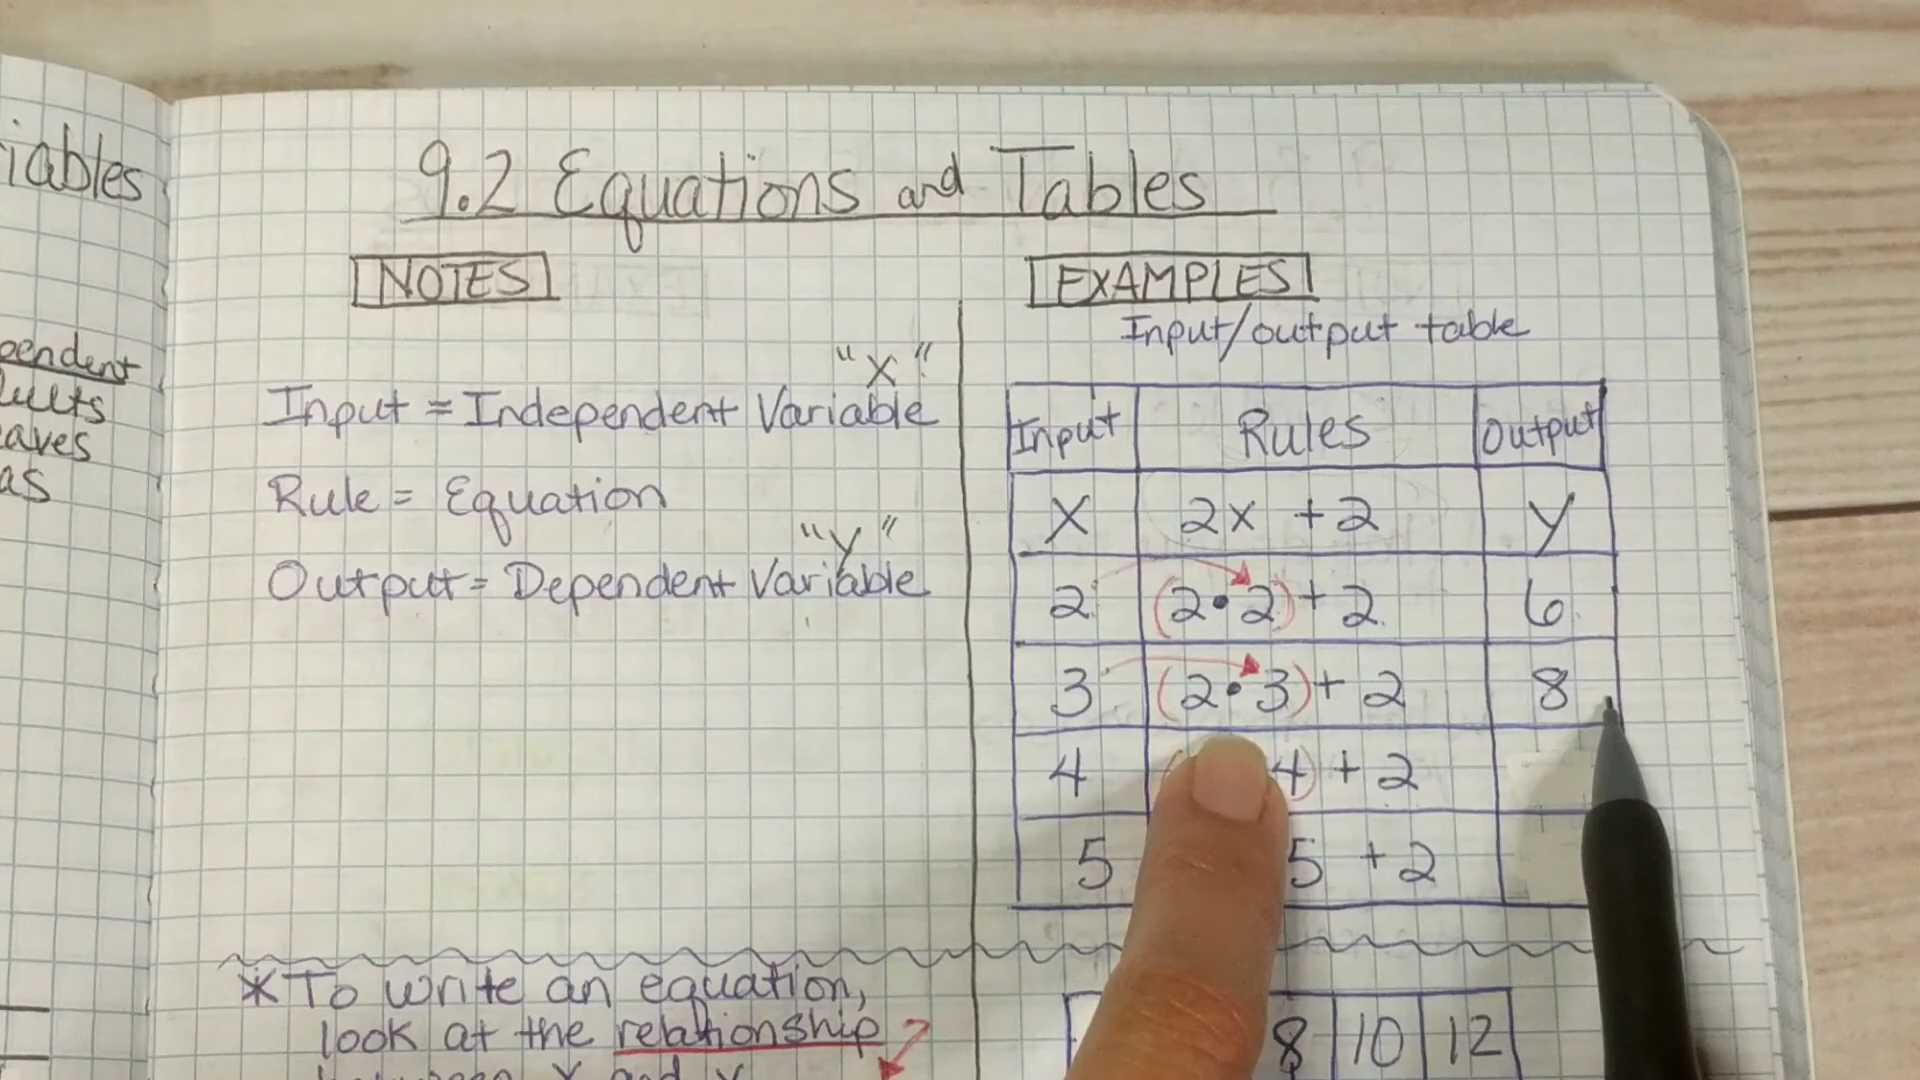 iables
pendent
eaves
as
9.2 Equations and Tables
NOTES
"X"
Input = Independent Variable
Rule = Equation
"y"
Output = Dependent Variable
* To write an equation,
look at the relationship
EXAMPLES
Input/output table
Input Rules Output
X 2x + 2 y
2 (2•2) + 2 6
3 (2•3) + 2 8
4 4) + 2
5 5 + 2
8 10 12